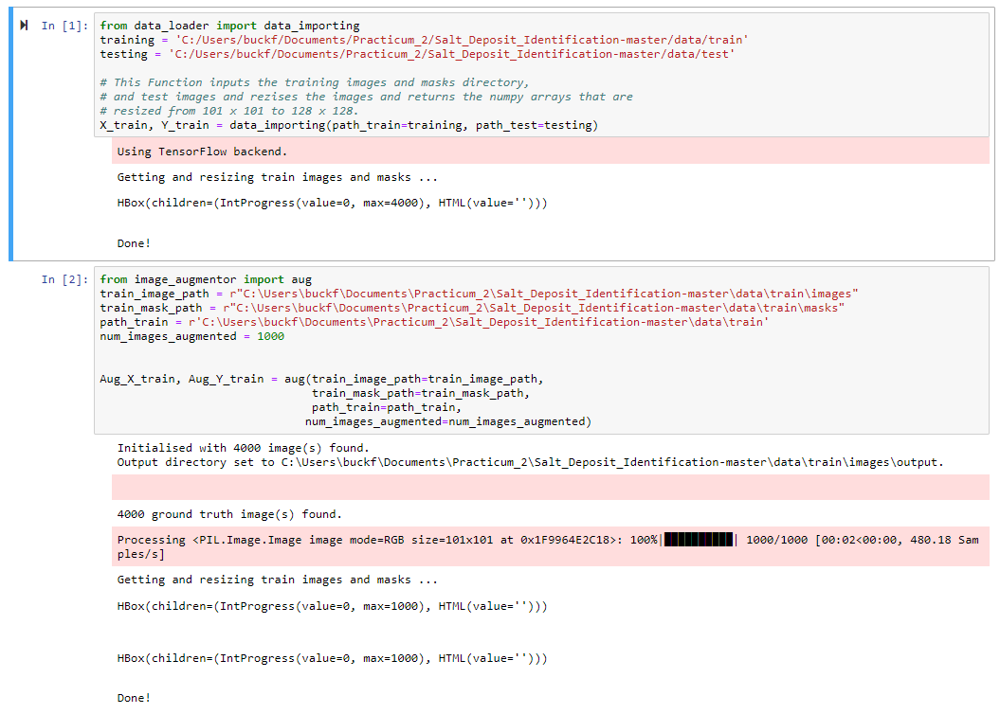 In [1]:
from data_loader import data_importing
training = 'C:/Users/buckf/Documents/Practicum_2/Salt_Deposit_Identification-master/data/train'
testing = 'C:/Users/buckf/Documents/Practicum_2/Salt_Deposit_Identification-master/data/test'
# This Function inputs the training images and masks directory,
# and test images and rezises the images and returns the numpy arrays that are
# resized from 101 x 101 to 128 x 128.
X_train, Y_train = data_importing(path_train=training, path_test=testing)
Using TensorFlow backend.
Getting and resizing train images and masks ...
HBox(children=(IntProgress(value=0, max=4000), HTML(value='')))
Done!
In [2]:
from image_augmentor import aug
train_image_path = r"C:\Users\buckf\Documents\Practicum_2\Salt_Deposit_Identification-master\data\train\images"
train_mask_path = r"C:\Users\buckf\Documents\Practicum_2\Salt_Deposit_Identification-master\data\train\masks"
path_train = r'C:\Users\buckf\Documents\Practicum_2\Salt_Deposit_Identification-master\data\train'
num_images_augmented = 1000
Aug_X_train, Aug_Y_train = aug(train_image_path=train_image_path,
train_mask_path=train_mask_path,
path_train=path_train,
num_images_augmented=num_images_augmented)
Initialised with 4000 image(s) found.
Output directory set to C:\Users\buckf\Documents\Practicum_2\Salt_Deposit_Identification-master\data\train\images\output.
4000 ground truth image(s) found.
Processing <PIL.Image.Image image mode=RGB size=101x101 at 0x1F9964E2C18>: 100%|██████████| 1000/1000 [00:02<00:00, 480.18 Sam
ples/s]
Getting and resizing train images and masks ...
HBox(children=(IntProgress(value=0, max=1000), HTML(value='')))
HBox(children=(IntProgress(value=0, max=1000), HTML(value='')))
Done!